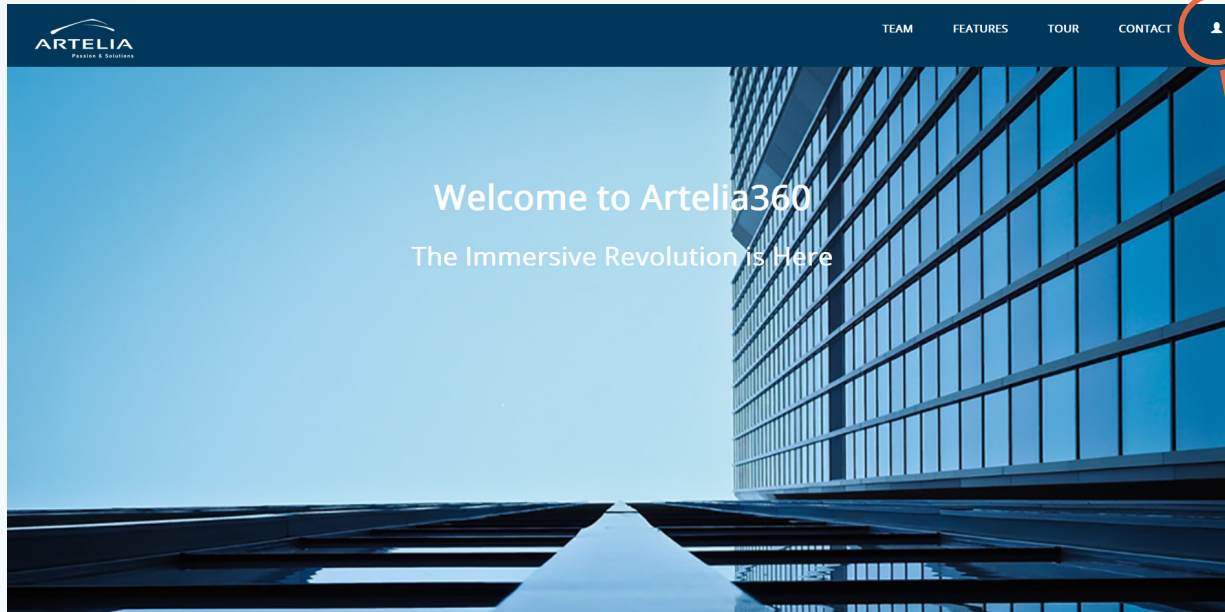 ARTELIA
Passion & Solutions
TEAM FEATURES TOUR CONTACT
Welcome to Artelia360
The Immersive Revolution is Here